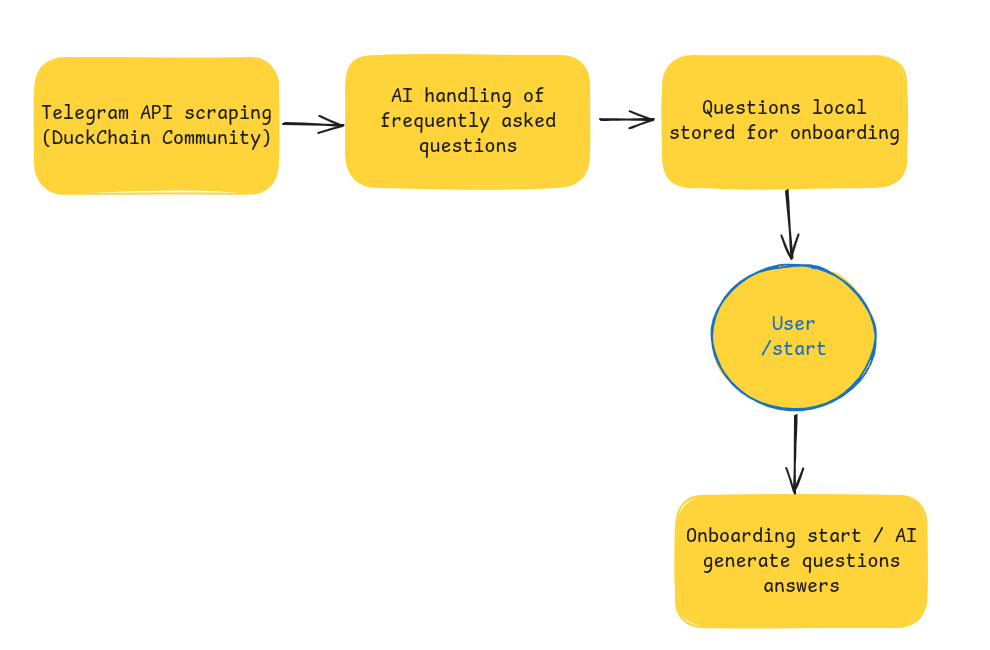 Telegram API scraping
(DuckChain Community)
AI handling of
frequently asked
questions
Questions local
stored for onboarding
User
/start
Onboarding start / AI
generate questions
answers